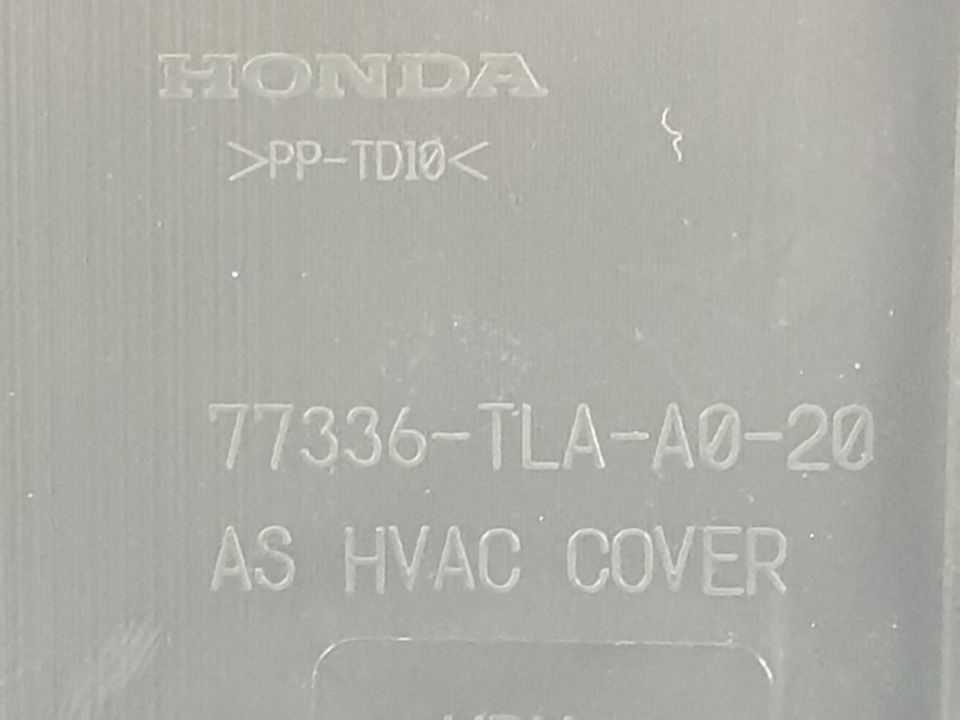 HONDA
>PP-TD10<
77336-TLA-A0-20
AS HVAC COVER